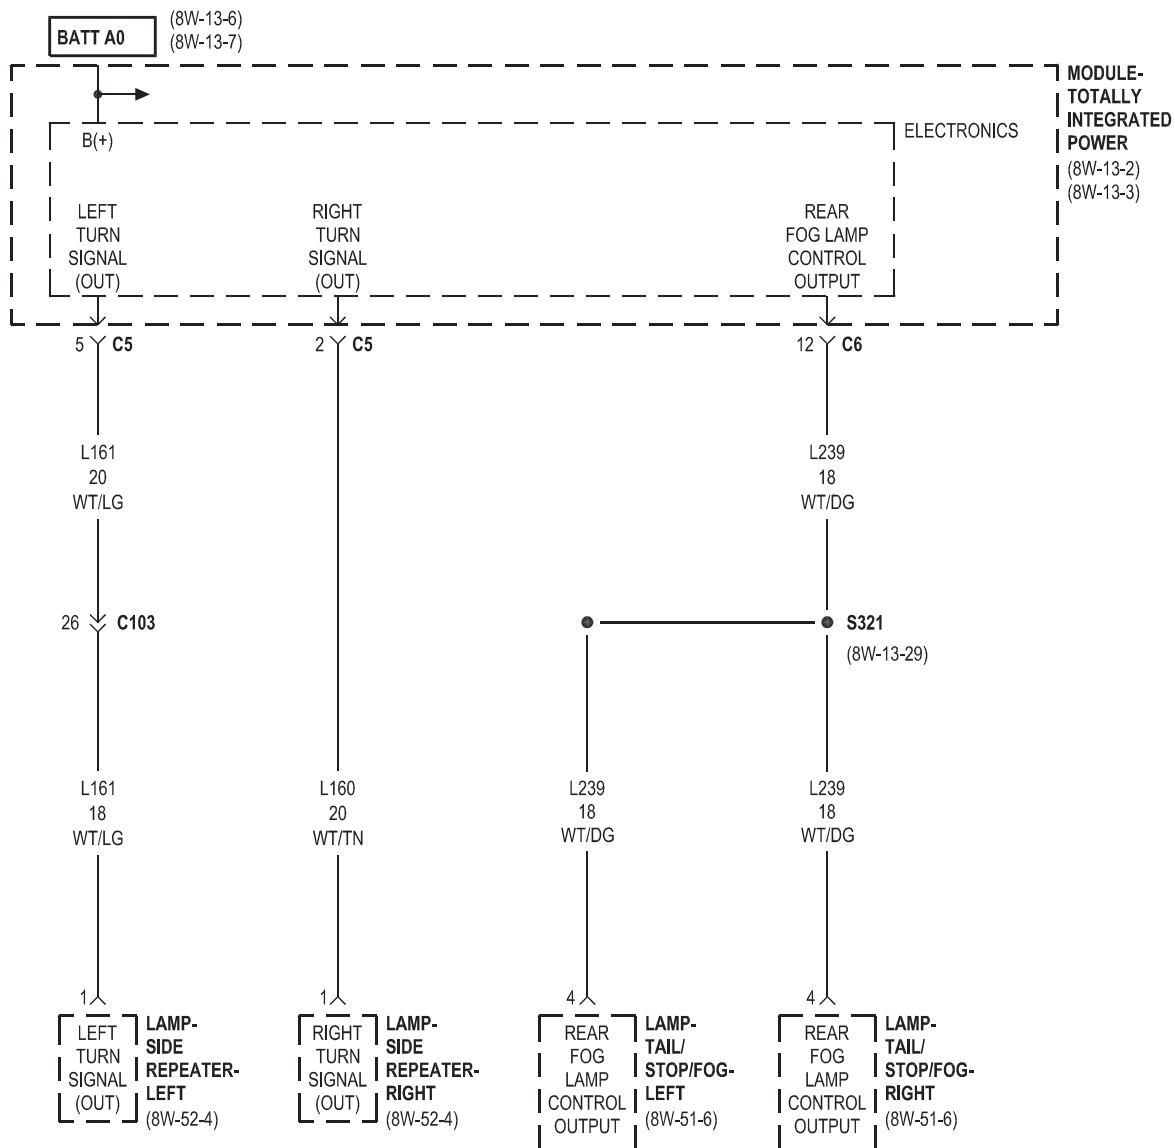 BATT A0
(8W-13-6)
(8W-13-7)
MODULE-
TOTALLY
INTEGRATED
POWER
(8W-13-2)
(8W-13-3)
B(+)
ELECTRONICS
LEFT
TURN
SIGNAL
(OUT)
RIGHT
TURN
SIGNAL
(OUT)
REAR
FOG LAMP
CONTROL
OUTPUT
5 C5
2 C5
12 C6
L161
20
WT/LG
L239
18
WT/DG
26 C103
S321
(8W-13-29)
L161
18
WT/LG
L160
20
WT/TN
L239
18
WT/DG
L239
18
WT/DG
1
1
4
4
LEFT
TURN
SIGNAL
(OUT)
LAMP-
SIDE
REPEATER-
LEFT
(8W-52-4)
RIGHT
TURN
SIGNAL
(OUT)
LAMP-
SIDE
REPEATER-
RIGHT
(8W-52-4)
REAR
FOG
LAMP
CONTROL
OUTPUT
LAMP-
TAIL/
STOP/FOG-
LEFT
(8W-51-6)
REAR
FOG
LAMP
CONTROL
OUTPUT
LAMP-
TAIL/
STOP/FOG-
RIGHT
(8W-51-6)